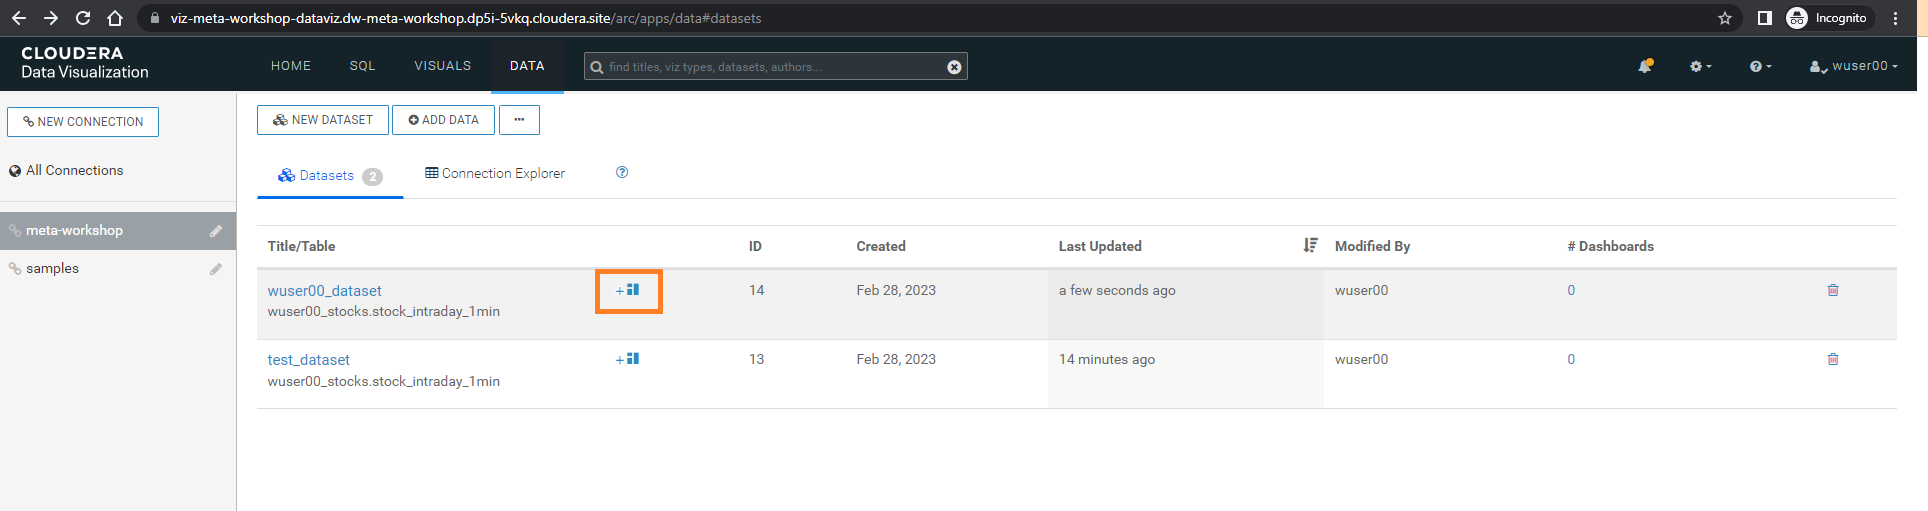 viz-meta-workshop-dataviz.dw-meta-workshop.dp5i-5vkq.cloudera.site/arc/apps/data#datasets
Incognito
CLOUDERA
Data Visualization
HOME SQL VISUALS DATA
find titles, viz types, datasets, authors...
wuser00
NEW CONNECTION
NEW DATASET ADD DATA ...
All Connections
Datasets 2 Connection Explorer
meta-workshop
samples
Title/Table ID Created Last Updated Modified By # Dashboards
wuser00_dataset + 14 Feb 28, 2023 a few seconds ago wuser00 0
wuser00_stocks.stock_intraday_1min
test_dataset + 13 Feb 28, 2023 14 minutes ago wuser00 0
wuser00_stocks.stock_intraday_1min